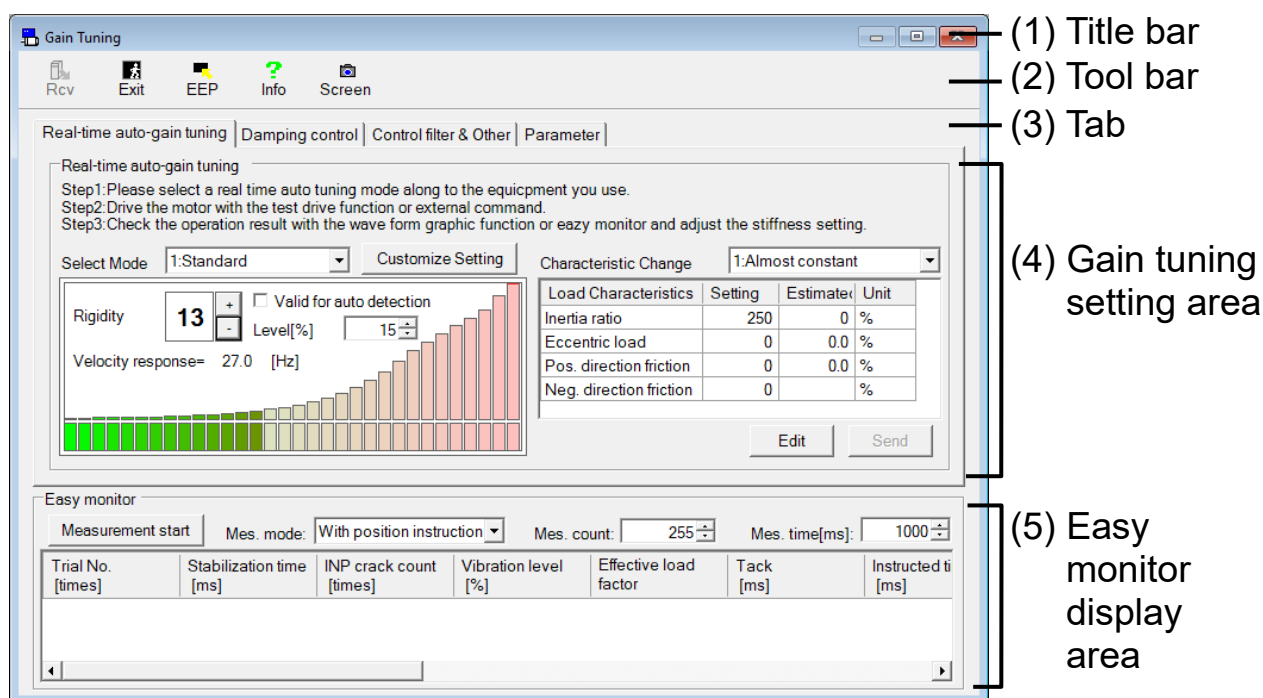 Gain Tuning
(1) Title bar
Rcv Exit EEP Info Screen
(2) Tool bar
Real-time auto-gain tuning Damping control Control filter & Other Parameter
(3) Tab
Real-time auto-gain tuning
Step1:Please select a real time auto tuning mode along to the equicpment you use.
Step2:Drive the motor with the test drive function or external command.
Step3:Check the operation result with the wave form graphic function or eazy monitor and adjust the stiffness setting.
Select Mode 1:Standard Customize Setting Characteristic Change 1:Almost constant
(4) Gain tuning
setting area
Rigidity 13 + - Valid for auto detection
Level[%] 15
Velocity response= 27.0 [Hz]
Load Characteristics Setting Estimated Unit
Inertia ratio 250 0 %
Eccentric load 0 0.0 %
Pos. direction friction 0 0.0 %
Neg. direction friction 0 %
Edit Send
Easy monitor
Measurement start Mes. mode: With position instruction Mes. count: 255 Mes. time[ms]: 1000
(5) Easy
monitor
display
area
Trial No. Stabilization time INP crack count Vibration level Effective load Tack Instructed ti
[times] [ms] [times] [%] factor [ms] [ms]